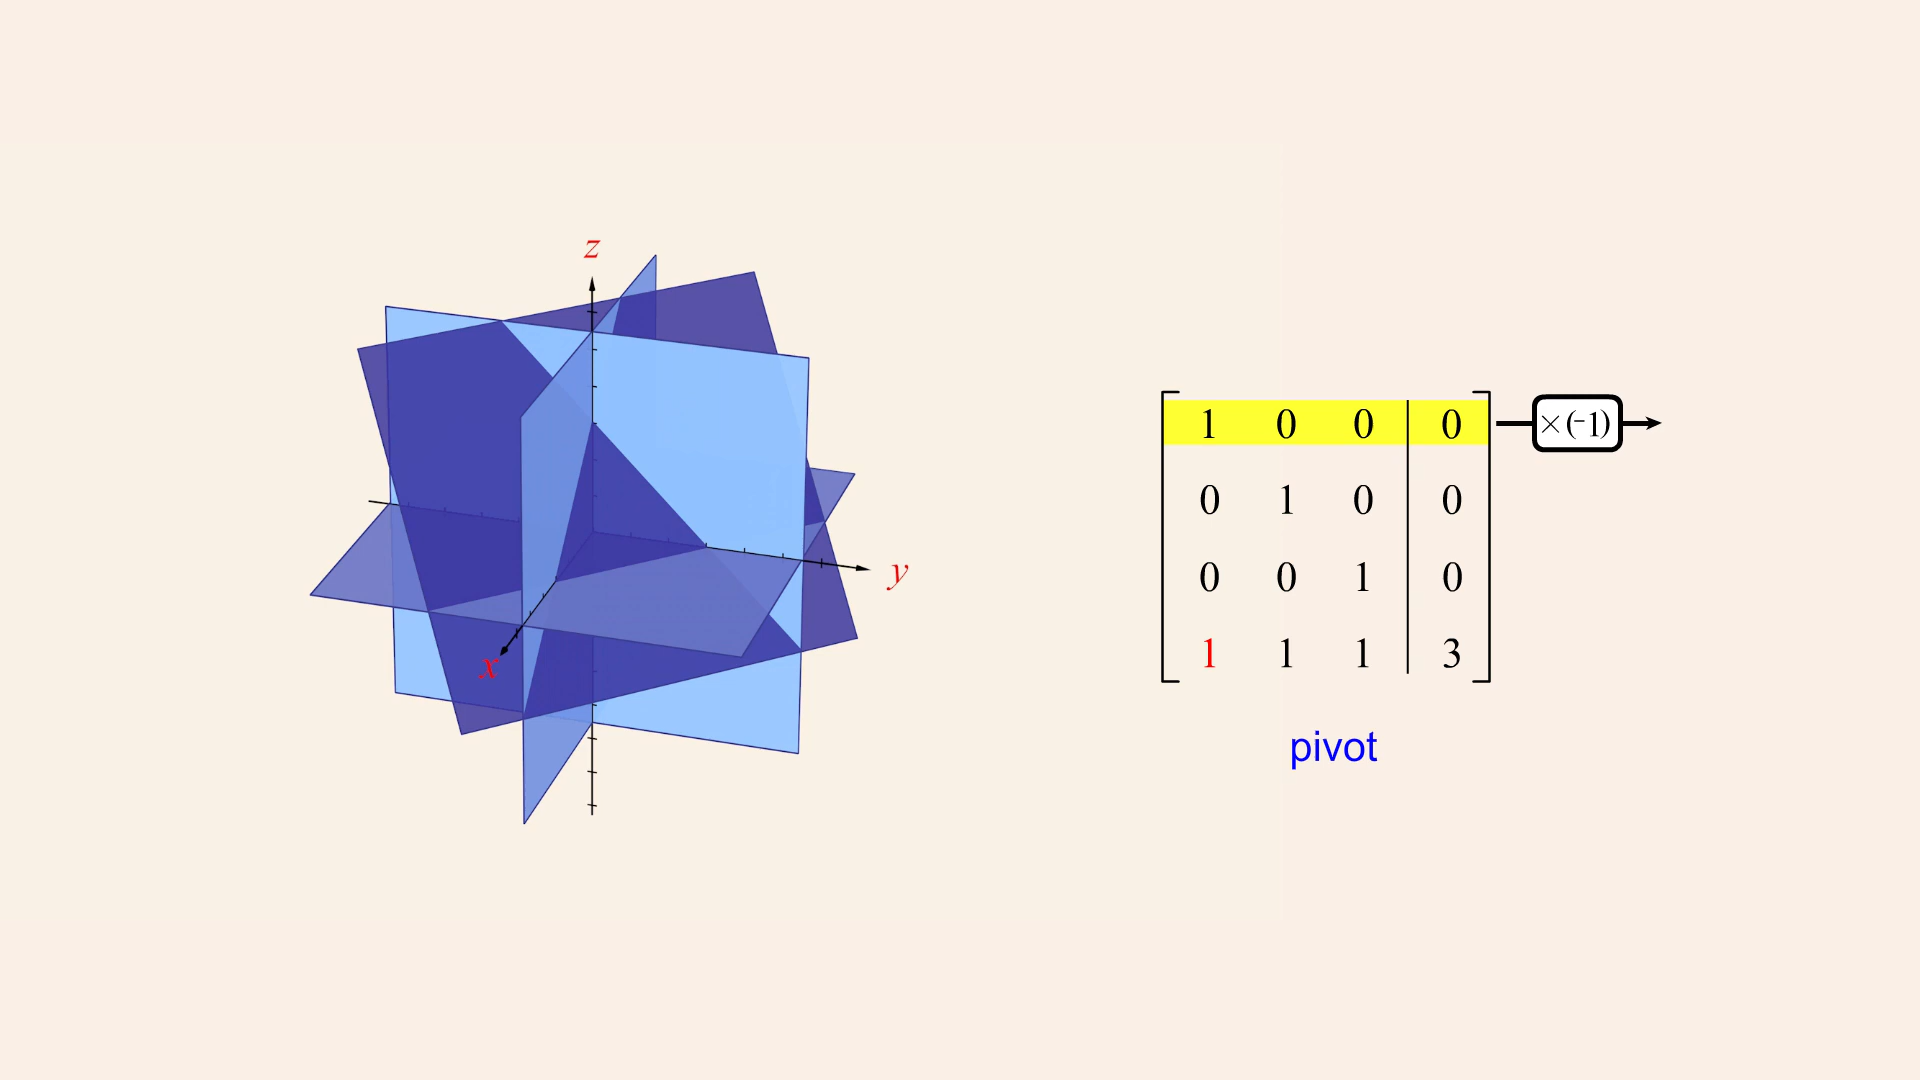 z
y
x
1 0 0 0 ×(-1)
0 1 0 0
0 0 1 0
1 1 1 3
pivot